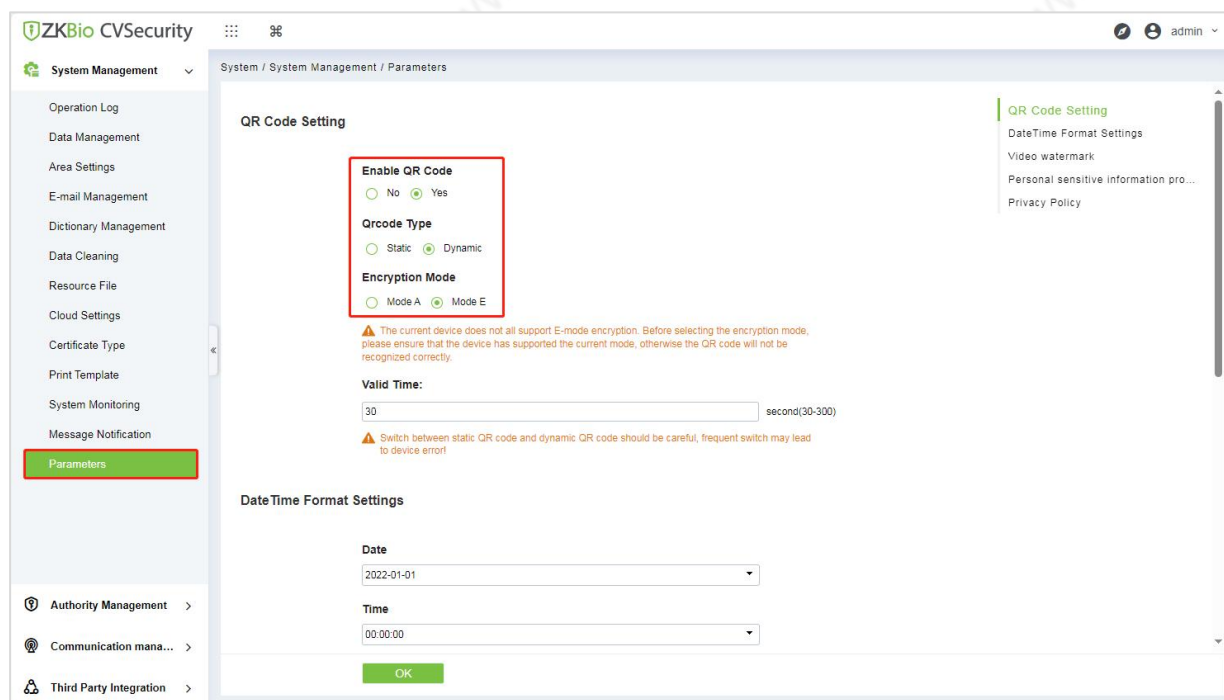 ZKBio CVSecurity
admin
System Management
Operation Log
Data Management
Area Settings
E-mail Management
Dictionary Management
Data Cleaning
Resource File
Cloud Settings
Certificate Type
Print Template
System Monitoring
Message Notification
Parameters
Authority Management
Communication mana...
Third Party Integration
System / System Management / Parameters
QR Code Setting
Enable QR Code
No Yes
Qrcode Type
Static Dynamic
Encryption Mode
Mode A Mode E
The current device does not all support E-mode encryption. Before selecting the encryption mode,
please ensure that the device has supported the current mode, otherwise the QR code will not be
recognized correctly.
Valid Time:
30 second(30-300)
Switch between static QR code and dynamic QR code should be careful, frequent switch may lead
to device error!
DateTime Format Settings
Date
2022-01-01
Time
00:00:00
OK
QR Code Setting
DateTime Format Settings
Video watermark
Personal sensitive information pro...
Privacy Policy